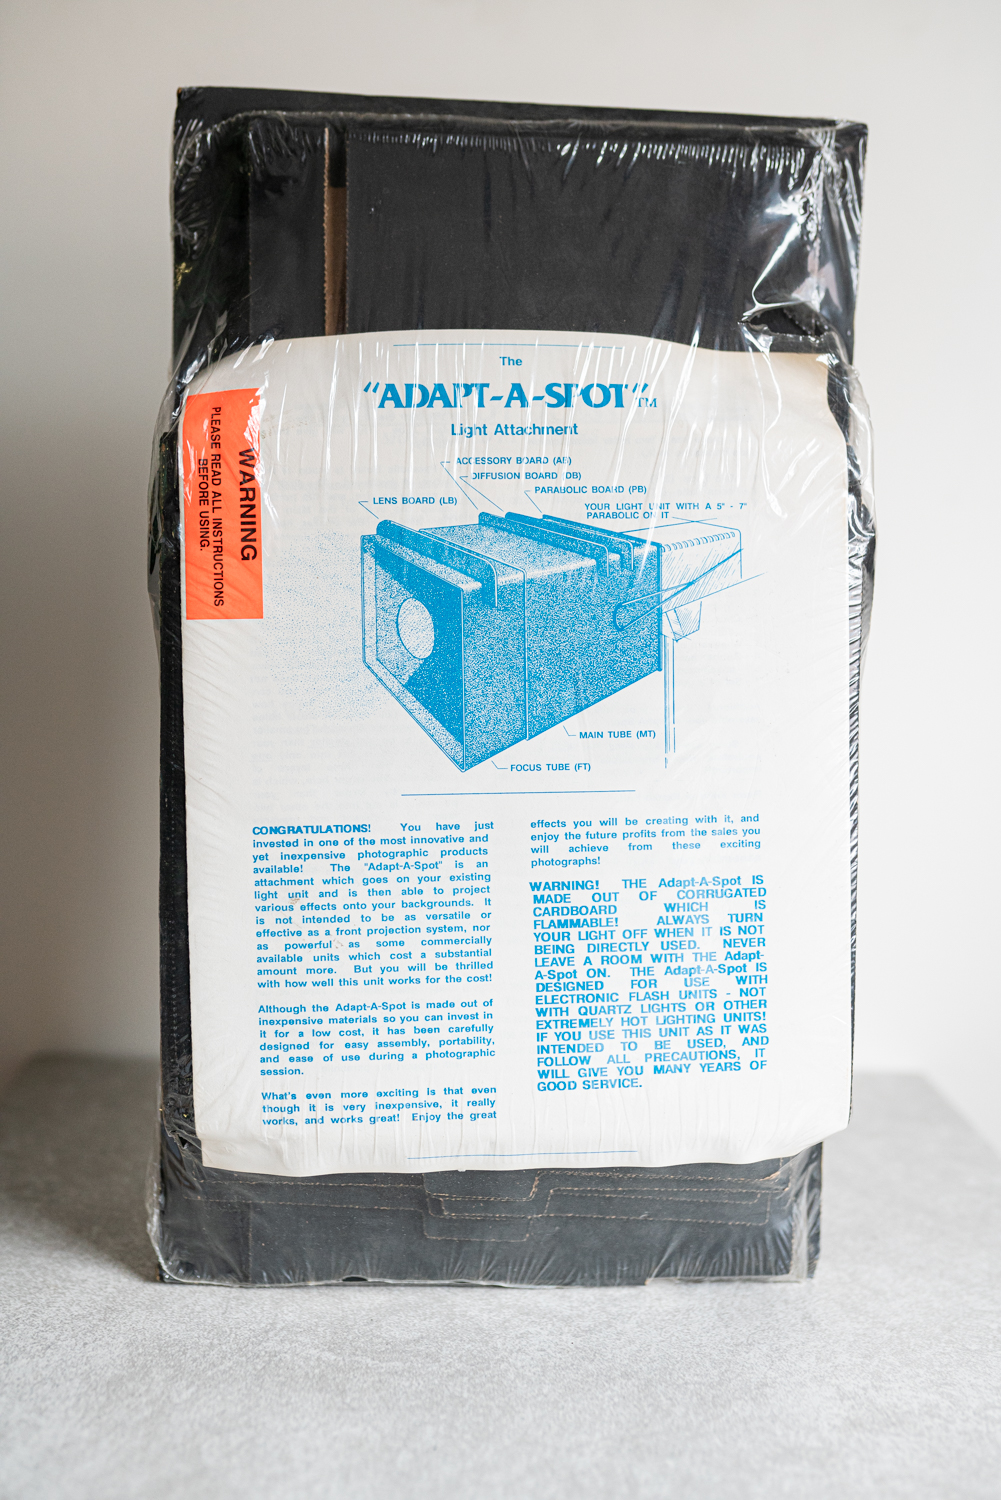 The
"ADAPT-A-SPOT"TM
Light Attachment
WARNING
PLEASE READ ALL INSTRUCTIONS
BEFORE USING.
ACCESSORY BOARD (AB)
DIFFUSION BOARD (DB)
PARABOLIC BOARD (PB)
LENS BOARD (LB)
YOUR LIGHT UNIT WITH A 5" - 7"
PARABOLIC ON IT
MAIN TUBE (MT)
FOCUS TUBE (FT)
CONGRATULATIONS! You have just
invested in one of the most innovative and
yet inexpensive photographic products
available! The "Adapt-A-Spot" is an
attachment which goes on your existing
light unit and is then able to project
various effects onto your backgrounds. It
is not intended to be as versatile or
effective as a front projection system, nor
as powerful as some commercially
available units which cost a substantial
amount more. But you will be thrilled
with how well this unit works for the cost!
Although the Adapt-A-Spot is made out of
inexpensive materials so you can invest in
it for a low cost, it has been carefully
designed for easy assembly, portability,
and ease of use during a photographic
session.
What's even more exciting is that even
though it is very inexpensive, it really
works, and works great! Enjoy the great
effects you will be creating with it, and
enjoy the future profits from the sales you
will achieve from these exciting
photographs!
WARNING! THE Adapt-A-Spot IS
MADE OUT OF CORRUGATED
CARDBOARD WHICH IS
FLAMMABLE! ALWAYS TURN
YOUR LIGHT OFF WHEN IT IS NOT
BEING DIRECTLY USED. NEVER
LEAVE A ROOM WITH THE Adapt-
A-Spot ON. THE Adapt-A-Spot IS
DESIGNED FOR USE WITH
ELECTRONIC FLASH UNITS - NOT
WITH QUARTZ LIGHTS OR OTHER
EXTREMELY HOT LIGHTING UNITS!
IF YOU USE THIS UNIT AS IT WAS
INTENDED TO BE USED, AND
FOLLOW ALL PRECAUTIONS, IT
WILL GIVE YOU MANY YEARS OF
GOOD SERVICE.